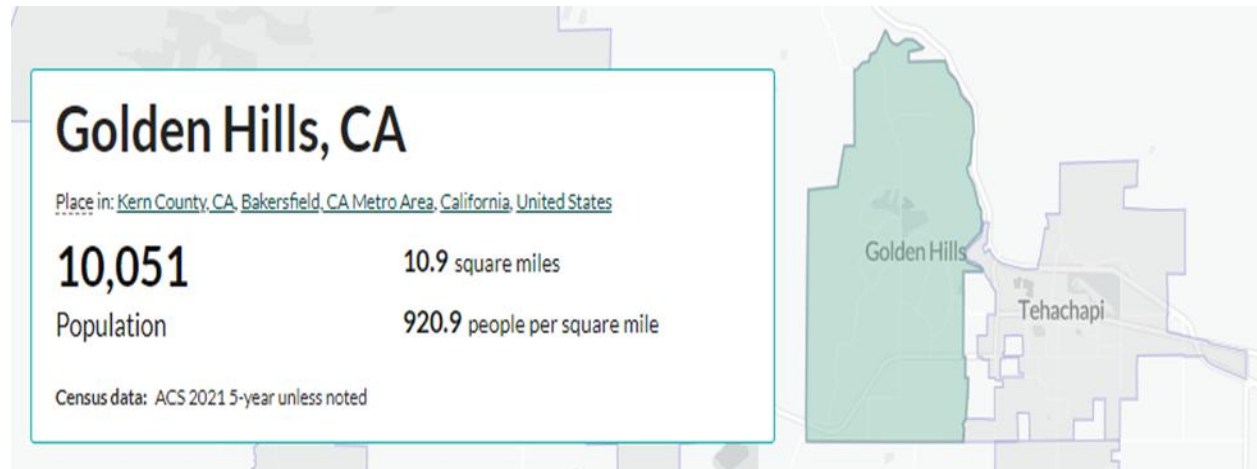 Golden Hills, CA
Place in: Kern County, CA, Bakersfield, CA Metro Area, California, United States
10,051
Population
10.9 square miles
920.9 people per square mile
Census data: ACS 2021 5-year unless noted
Golden Hills
Tehachapi